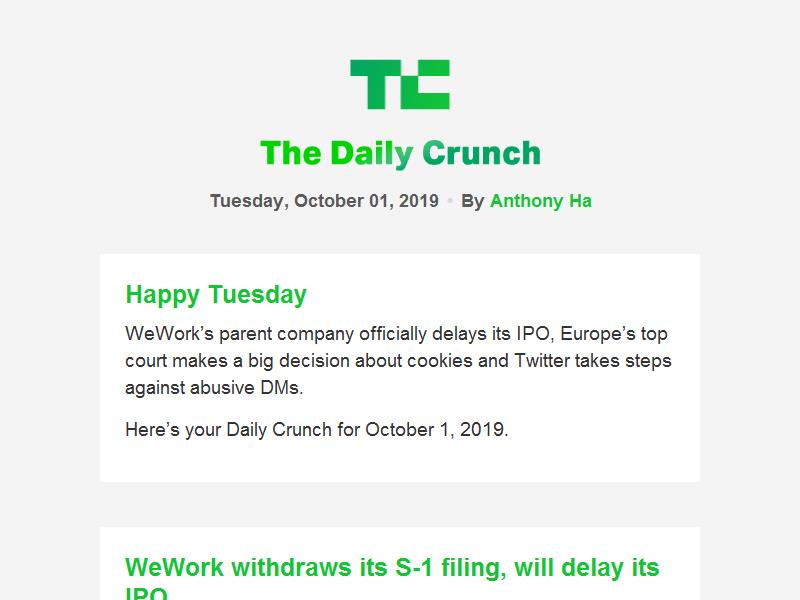 TC
The Daily Crunch
Tuesday, October 01, 2019 • By Anthony Ha
Happy Tuesday
WeWork’s parent company officially delays its IPO, Europe’s top
court makes a big decision about cookies and Twitter takes steps
against abusive DMs.
Here’s your Daily Crunch for October 1, 2019.
WeWork withdraws its S-1 filing, will delay its
IPO